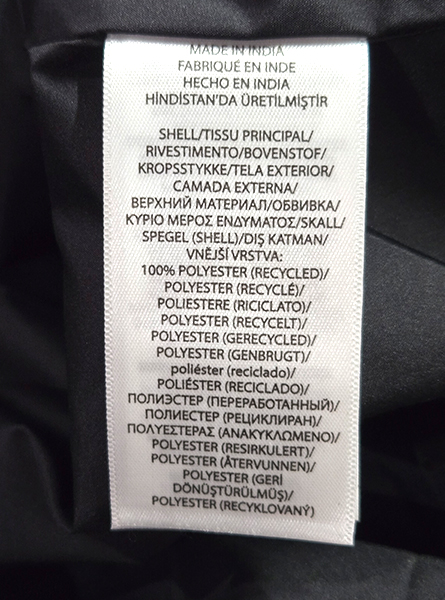 MADE IN INDIA
FABRIQUÉ EN INDE
HECHO EN INDIA
HİNDİSTAN'DA ÜRETİLMİŞTİR
SHELL/TISSU PRINCIPAL/
RIVESTIMENTO/BOVENSTOF/
KROPSSTYKKE/TELA EXTERIOR/
CAMADA EXTERNA/
ВЕРХНИЙ МАТЕРИАЛ/ОБВИВКА/
ΚΥΡΙΟ ΜΕΡΟΣ ΕΝΔΥΜΑΤΟΣ/SKALL/
SPEGEL (SHELL)/DIŞ KATMAN/
VNĚJŠÍ VRSTVA:
100% POLYESTER (RECYCLED)/
POLYESTER (RECYCLÉ)/
POLIESTERE (RICICLATO)/
POLYESTER (RECYCELT)/
POLYESTER (GERECYCLED)/
POLYESTER (GENBRUGT)/
poliéster (reciclado)/
POLIÉSTER (RECICLADO)/
ПОЛИЭСТЕР (ПЕРЕРАБОТАННЫЙ)/
ПОЛИЕСТЕР (РЕЦИКЛИРАН)/
ΠΟΛΥΕΣΤΕΡΑΣ (ΑΝΑΚΥΚΛΩΜΕΝΟ)/
POLYESTER (RESIRKULERT)/
POLYESTER (ÅTERVUNNEN)/
POLYESTER (GERİ
DÖNÜŞTÜRÜLMÜŞ)/
POLYESTER (RECYKLOVANÝ)